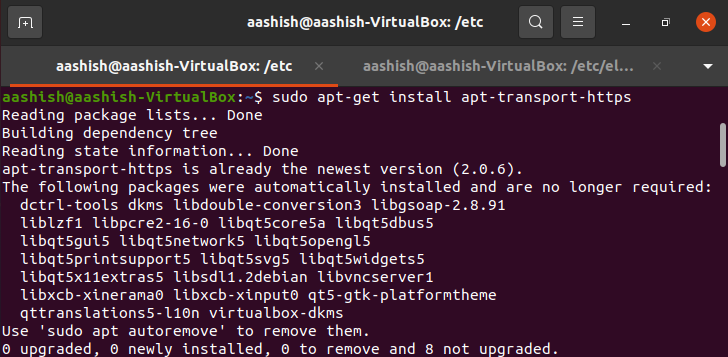 aashish@aashish-VirtualBox: /etc
aashish@aashish-VirtualBox: /etc
aashish@aashish-VirtualBox: /etc/el...
aashish@aashish-VirtualBox:~$ sudo apt-get install apt-transport-https
Reading package lists... Done
Building dependency tree
Reading state information... Done
apt-transport-https is already the newest version (2.0.6).
The following packages were automatically installed and are no longer required:
  dctrl-tools dkms libdouble-conversion3 libgsoap-2.8.91
  liblzf1 libpcre2-16-0 libqt5core5a libqt5dbus5
  libqt5gui5 libqt5network5 libqt5opengl5
  libqt5printsupport5 libqt5svg5 libqt5widgets5
  libqt5x11extras5 libsdl1.2debian libvncserver1
  libxcb-xinerama0 libxcb-xinput0 qt5-gtk-platformtheme
  qttranslations5-l10n virtualbox-dkms
Use 'sudo apt autoremove' to remove them.
0 upgraded, 0 newly installed, 0 to remove and 8 not upgraded.